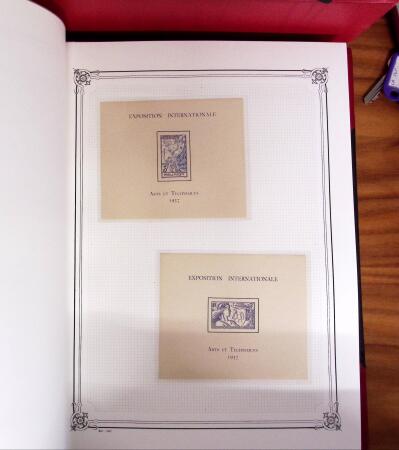 EXPOSITION INTERNATIONALE
ARTS ET TECHNIQUES
1937
EXPOSITION INTERNATIONALE
ARTS ET TECHNIQUES
1937